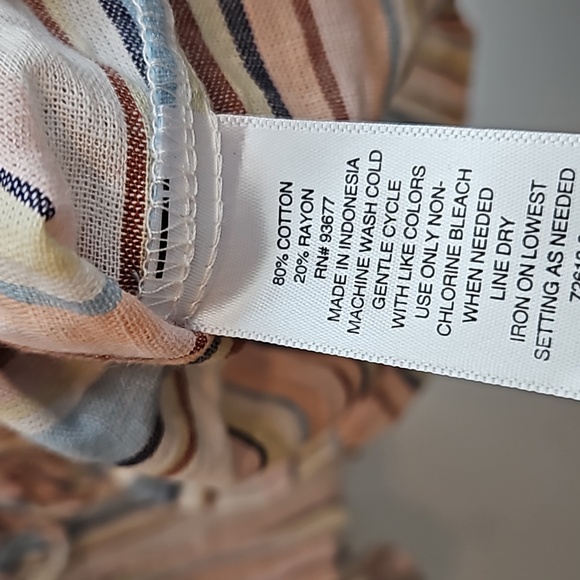 80% COTTON
20% RAYON
RN# 93677
MADE IN INDONESIA
MACHINE WASH COLD
GENTLE CYCLE
WITH LIKE COLORS
USE ONLY NON-
CHLORINE BLEACH
WHEN NEEDED
LINE DRY
IRON ON LOWEST
SETTING AS NEEDED